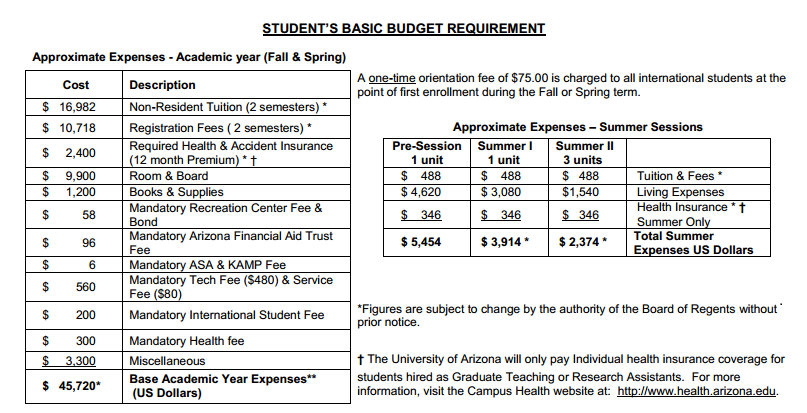 STUDENT'S BASIC BUDGET REQUIREMENT
Approximate Expenses - Academic year (Fall & Spring)
Cost Description
$ 16,982 Non-Resident Tuition (2 semesters) *
$ 10,718 Registration Fees ( 2 semesters) *
$ 2,400 Required Health & Accident Insurance
(12 month Premium) * †
$ 9,900 Room & Board
$ 1,200 Books & Supplies
$ 58 Mandatory Recreation Center Fee &
Bond
$ 96 Mandatory Arizona Financial Aid Trust
Fee
$ 6 Mandatory ASA & KAMP Fee
$ 560 Mandatory Tech Fee ($480) & Service
Fee ($80)
$ 200 Mandatory International Student Fee
$ 300 Mandatory Health fee
$ 3,300 Miscellaneous
$ 45,720* Base Academic Year Expenses**
(US Dollars)
A one-time orientation fee of $75.00 is charged to all international students at the
point of first enrollment during the Fall or Spring term.
Approximate Expenses – Summer Sessions
Pre-Session Summer I Summer II
1 unit 1 unit 3 units
$ 488 $ 488 $ 488 Tuition & Fees *
$ 4,620 $ 3,080 $1,540 Living Expenses
$ 346 $ 346 $ 346 Health Insurance * †
Summer Only
$ 5,454 $ 3,914 * $ 2,374 * Total Summer
Expenses US Dollars
*Figures are subject to change by the authority of the Board of Regents without
prior notice.
† The University of Arizona will only pay Individual health insurance coverage for
students hired as Graduate Teaching or Research Assistants. For more
information, visit the Campus Health website at: http://www.health.arizona.edu.